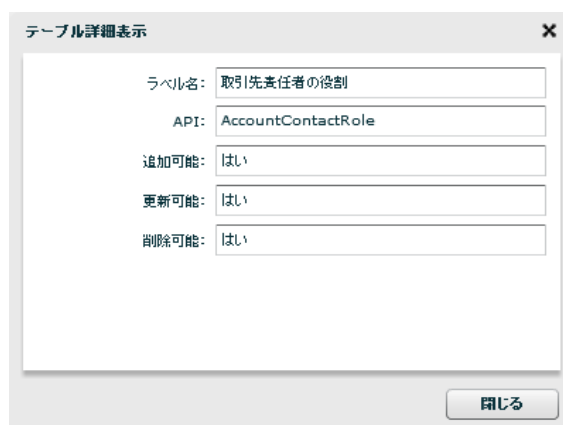 テーブル詳細表示
ラベル名: 取引先責任者の役割
API: AccountContactRole
追加可能: はい
更新可能: はい
削除可能: はい
閉じる